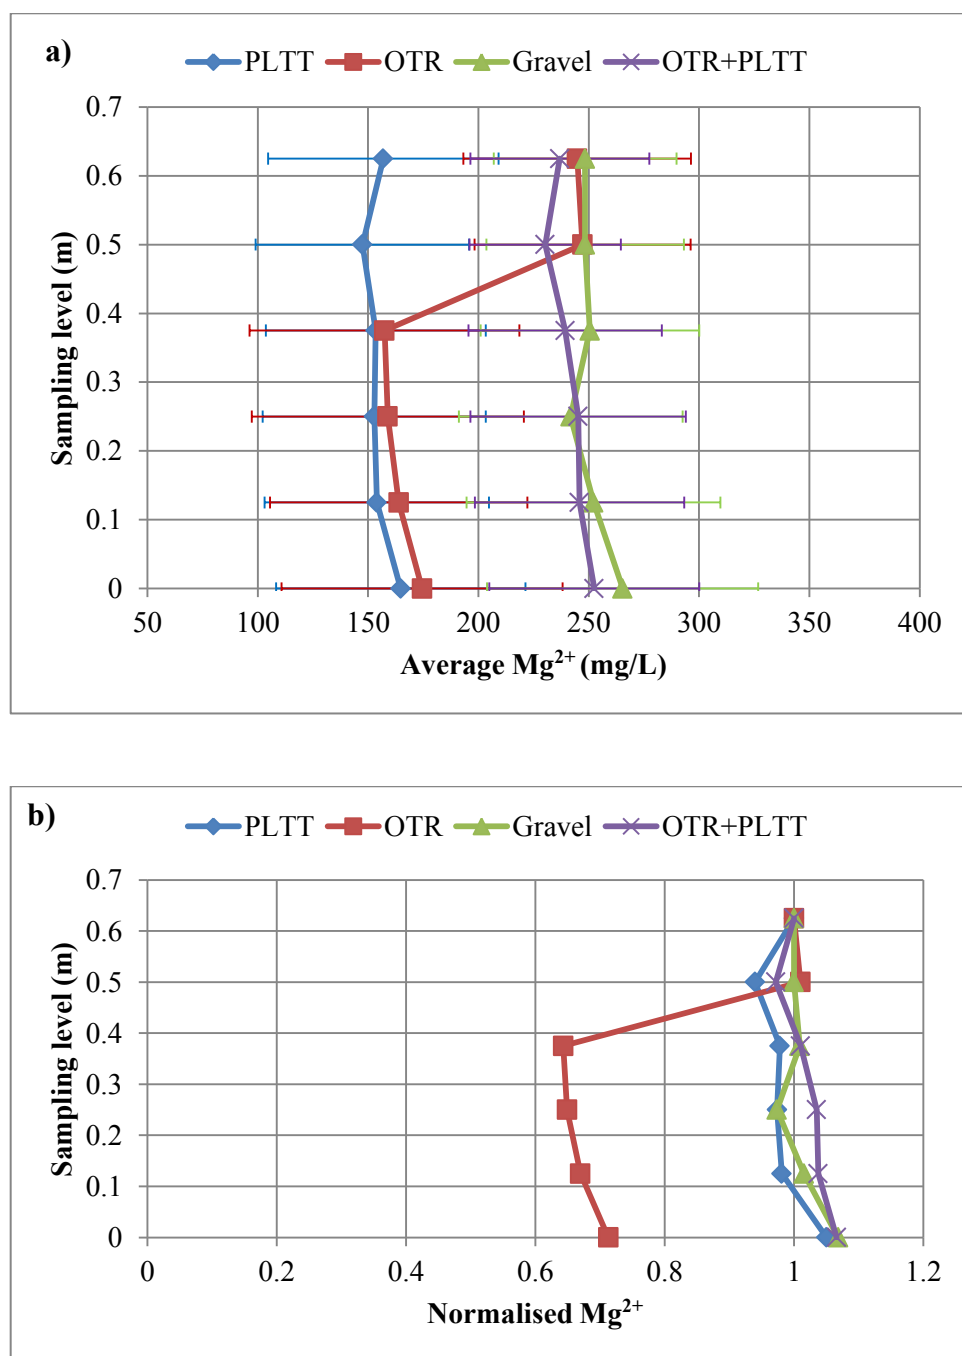 a)
PLTT OTR Gravel OTR+PLTT
0.7
0.6
0.5
0.4
0.3
0.2
0.1
0
Sampling level (m)
50 100 150 200 250 300 350 400
Average Mg²⁺ (mg/L)
b)
PLTT OTR Gravel OTR+PLTT
0.7
0.6
0.5
0.4
0.3
0.2
0.1
0
Sampling level (m)
0 0.2 0.4 0.6 0.8 1 1.2
Normalised Mg²⁺